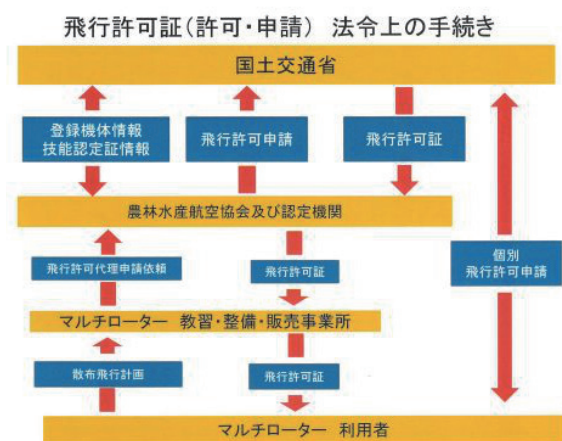 飛行許可証(許可・申請) 法令上の手続き
国土交通省
登録機体情報
技能認定証情報
飛行許可申請
飛行許可証
農林水産航空協会及び認定機関
飛行許可代理申請依頼
飛行許可証
個別
飛行許可申請
マルチローター 教習・整備・販売事業所
散布飛行計画
飛行許可証
マルチローター 利用者